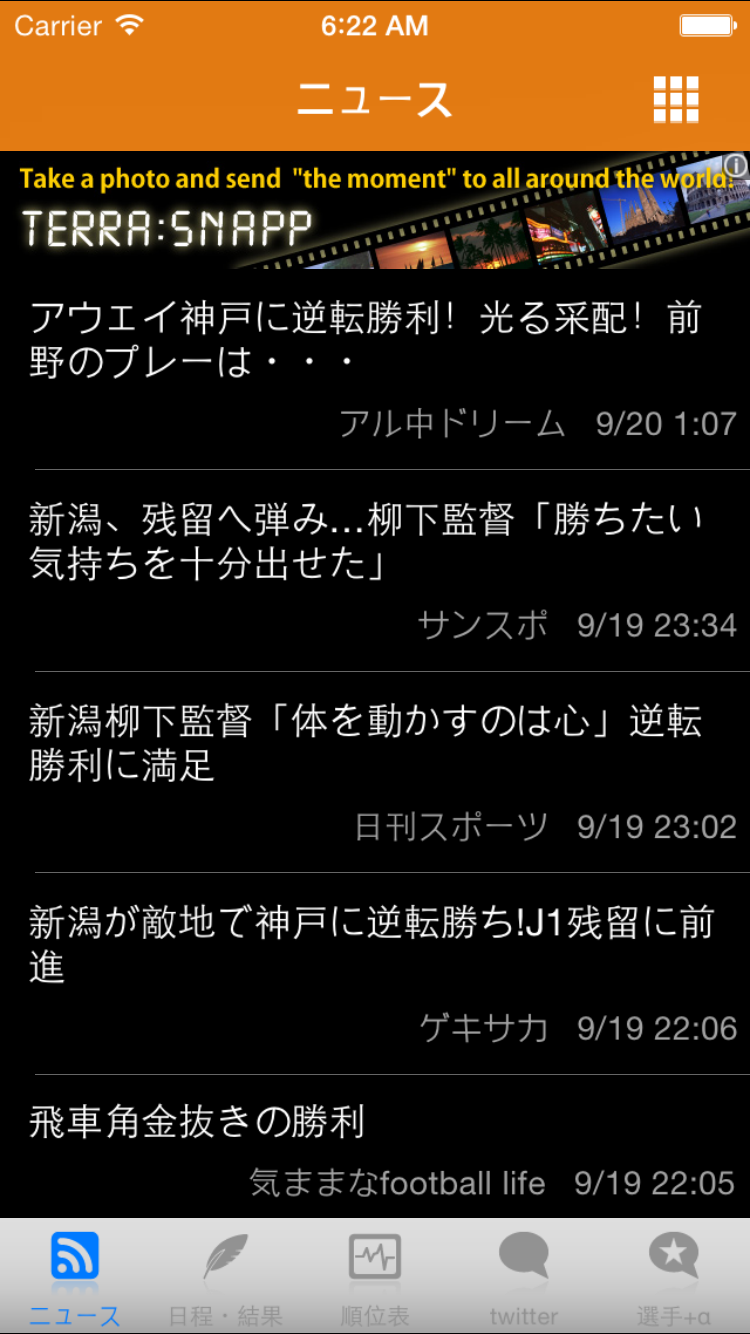 Carrier 6:22 AM
ニュース
Take a photo and send "the moment" to all around the world!
TERRA:SNAPP
アウエイ神戸に逆転勝利！光る采配！前
野のプレーは・・・
アル中ドリーム 9/20 1:07
新潟、残留へ弾み…柳下監督「勝ちたい
気持ちを十分出せた」
サンスポ 9/19 23:34
新潟柳下監督「体を動かすのは心」逆転
勝利に満足
日刊スポーツ 9/19 23:02
新潟が敵地で神戸に逆転勝ち!J1残留に前
進
ゲキサカ 9/19 22:06
飛車角金抜きの勝利
気ままなfootball life 9/19 22:05
ニュース 日程・結果 順位表 twitter 選手+α